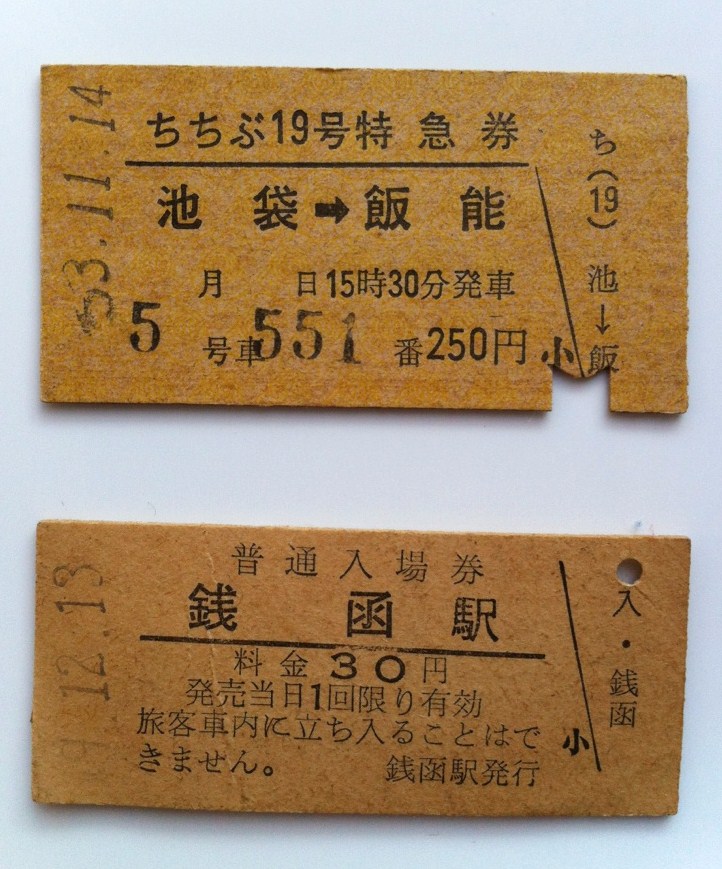 53.11.14
ちちぶ19号特急券
池袋➡飯能
月 日15時30分発車
5号車551番250円 小
ち(19) 池→飯
12.13
普通入場券
銭函駅
料金30円
発売当日1回限り有効
旅客車内に立ち入ることはで
きません。 銭函駅発行
小
入・銭函